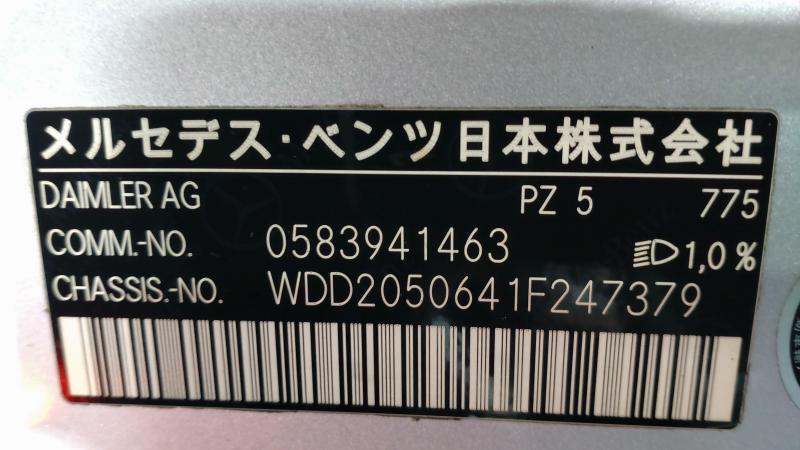 メルセデス・ベンツ日本株式会社
DAIMLER AG PZ 5 775
COMM.-NO. 0583941463 1,0 %
CHASSIS.-NO. WDD2050641F247379